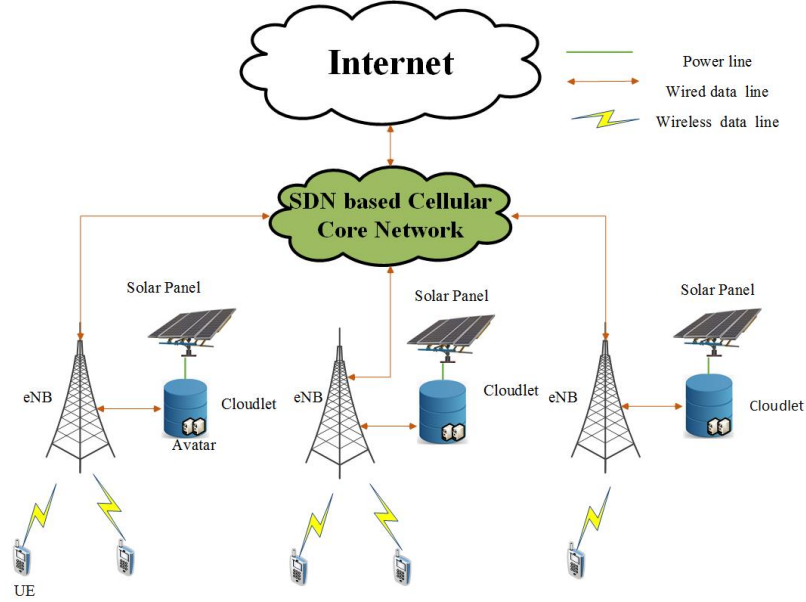 Internet
Power line
Wired data line
Wireless data line
SDN based Cellular
Core Network
Solar Panel
Solar Panel
Solar Panel
eNB
Cloudlet
eNB
Cloudlet
eNB
Cloudlet
Avatar
UE